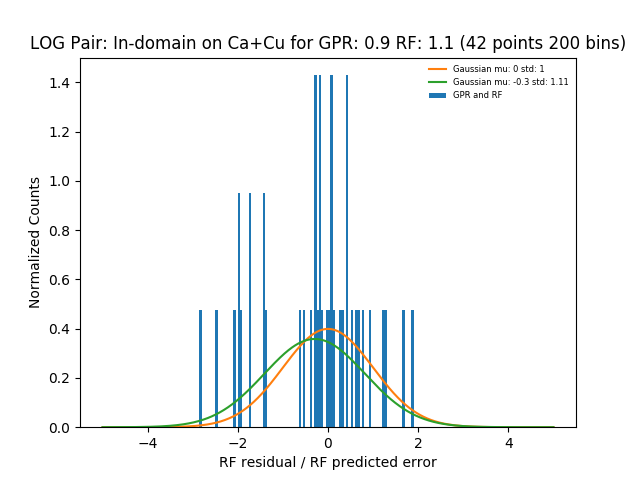 LOG Pair: In-domain on Ca+Cu for GPR: 0.9 RF: 1.1 (42 points 200 bins)
Gaussian mu: 0 std: 1
Gaussian mu: -0.3 std: 1.11
GPR and RF
Normalized Counts
1.4
1.2
1.0
0.8
0.6
0.4
0.2
0.0
−4 −2 0 2 4
RF residual / RF predicted error